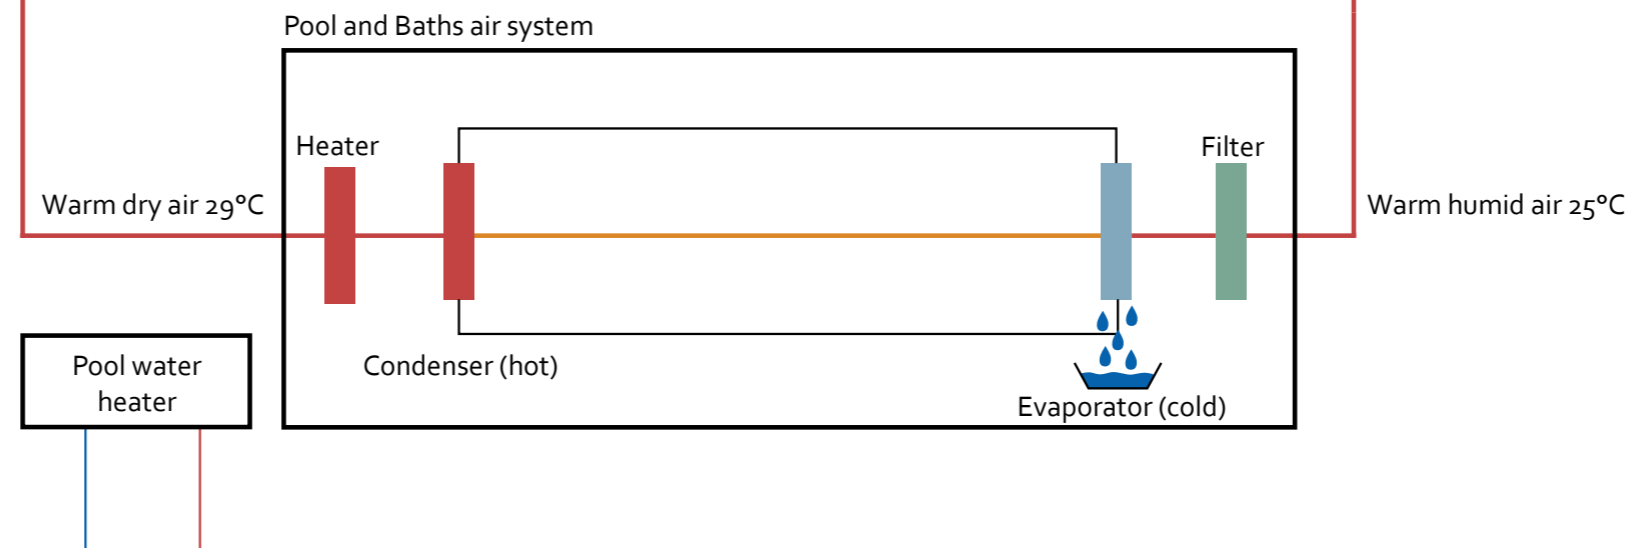 Pool and Baths air system
Heater
Filter
Warm dry air 29°C
Warm humid air 25°C
Pool water
heater
Condenser (hot)
Evaporator (cold)